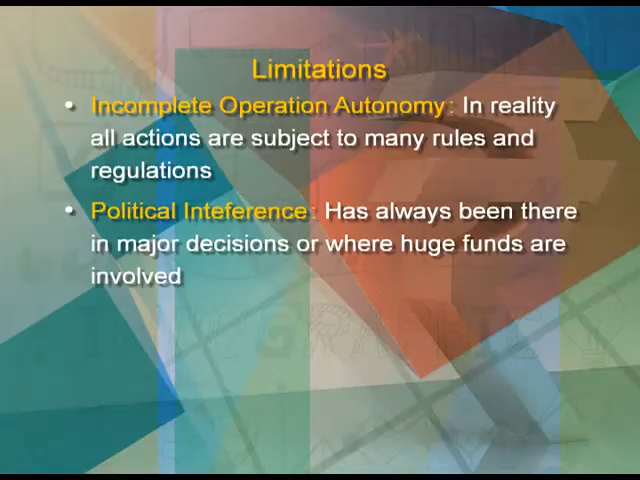 Limitations
• Incomplete Operation Autonomy: In reality
all actions are subject to many rules and
regulations
• Political Inteference: Has always been there
in major decisions or where huge funds are
involved